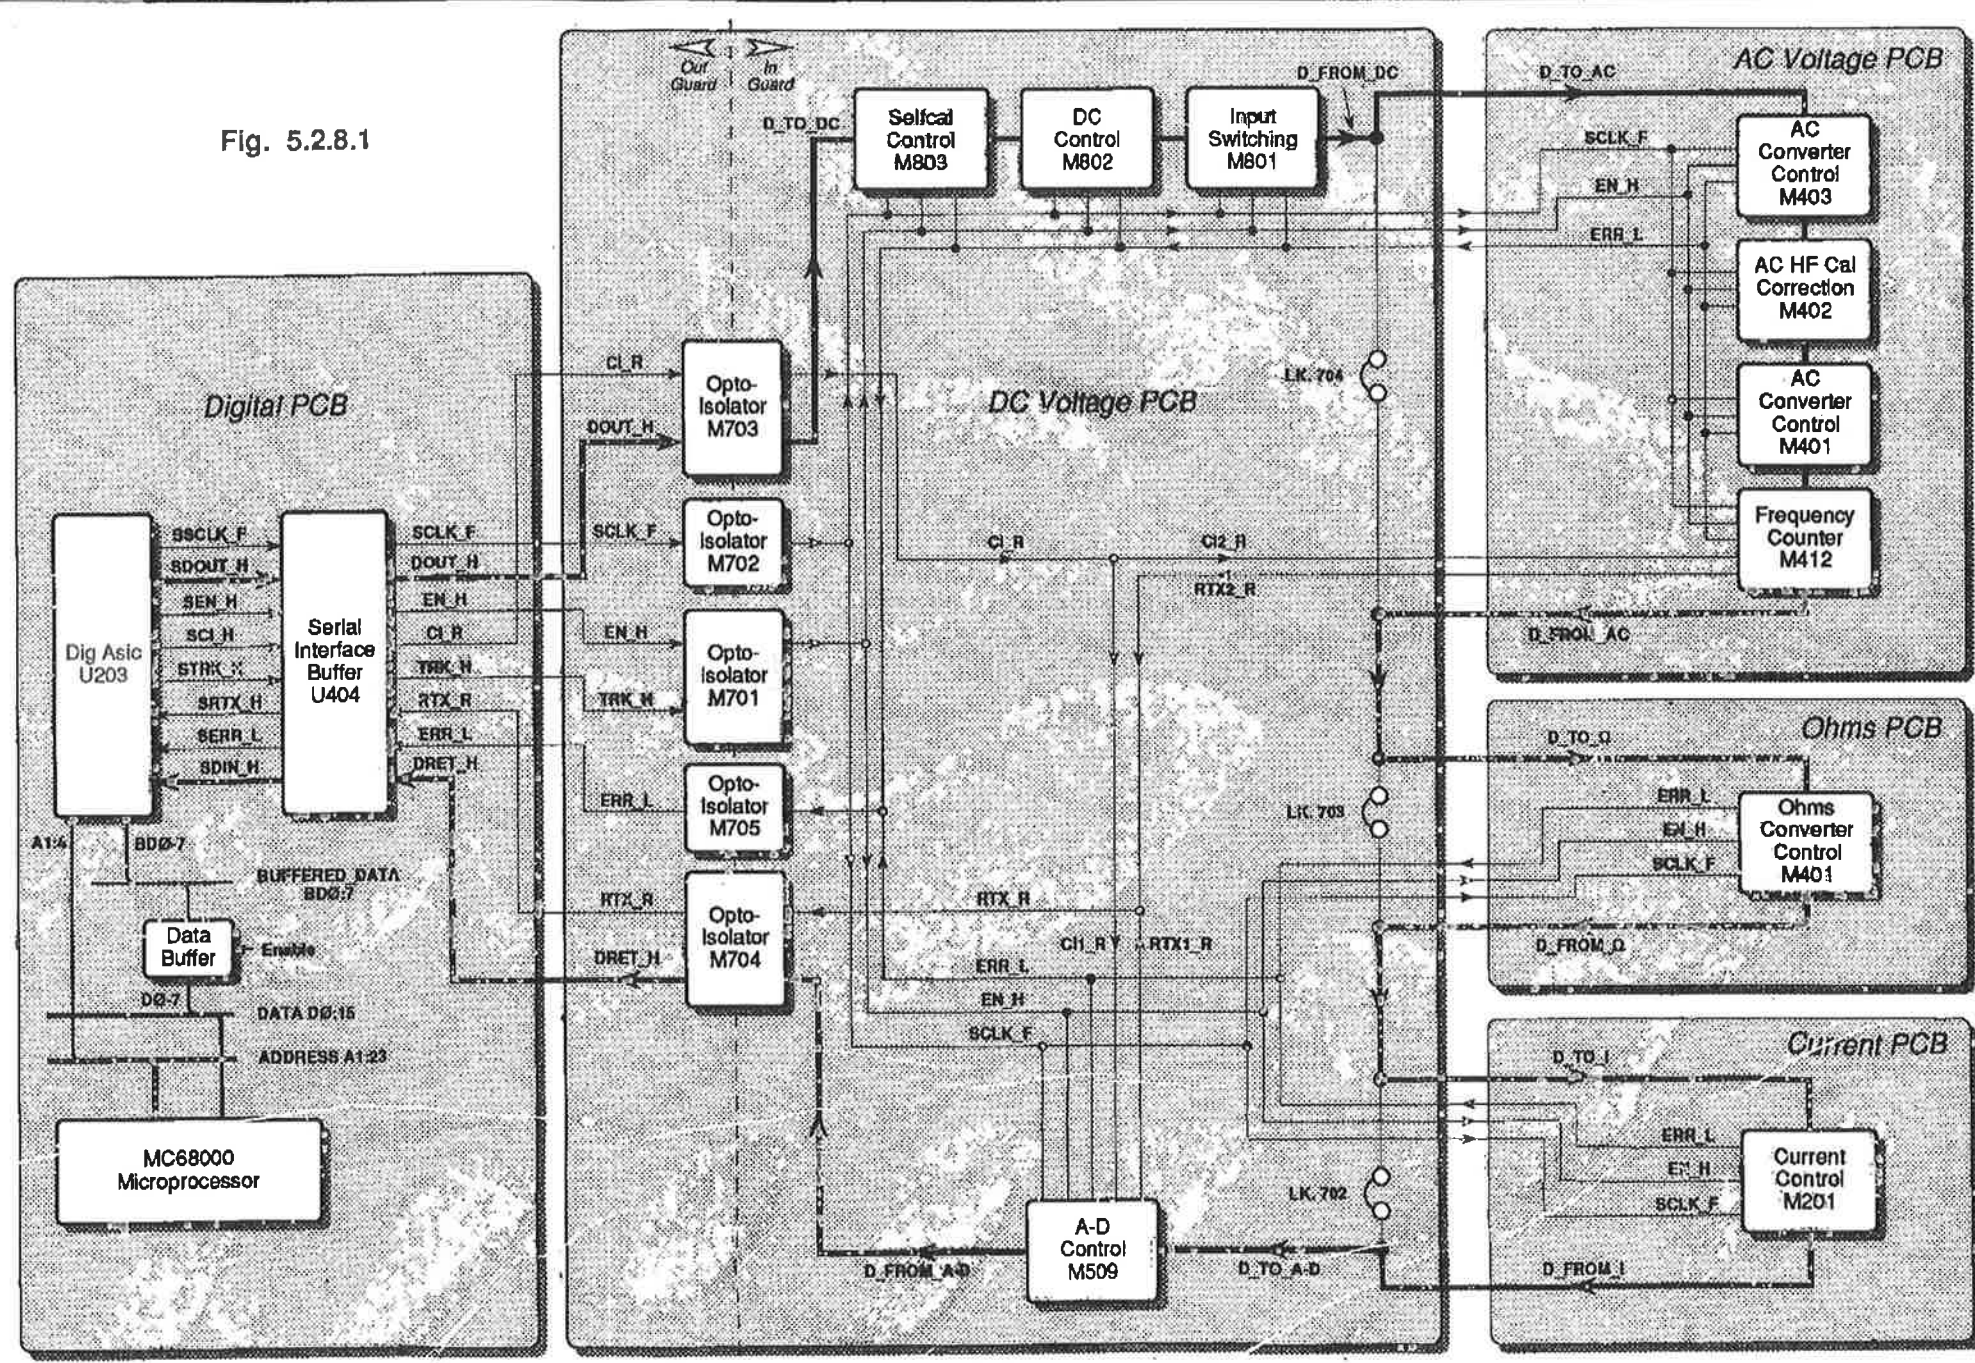 Fig. 5.2.8.1
Digital PCB
Dig Asic
U203
SSCLK_F
SDOUT_H
SEN_H
SCI_H
STRK_H
SRTX_H
SERR_L
SDIN_H
Serial
Interface
Buffer
U404
SCLK_F
DOUT_H
EN_H
CI_R
TRK_H
RTX_R
ERR_L
DRET_H
A1:4
BDØ-7
BUFFERED DATA
BDØ:7
Data
Buffer
Enable
DØ-7
DATA DØ:15
ADDRESS A1:23
MC68000
Microprocessor
Out
Guard
In
Guard
DC Voltage PCB
CI_R
DOUT_H
SCLK_F
EN_H
TRK_H
ERR_L
RTX_R
DRET_H
Opto-
Isolator
M703
Opto-
Isolator
M702
Opto-
Isolator
M701
Opto-
Isolator
M705
Opto-
Isolator
M704
D_TO_DC
Selfcal
Control
M803
DC
Control
M802
Input
Switching
M801
D_FROM_DC
LK. 704
CI_R
CI2_R
RTX2_R
LK. 703
RTX_R
CI1_R
RTX1_R
ERR_L
EN_H
SCLK_F
LK. 702
A-D
Control
M509
D_FROM_A-D
D_TO_A-D
AC Voltage PCB
D_TO_AC
SCLK_F
EN_H
ERR_L
AC
Converter
Control
M403
AC HF Cal
Correction
M402
AC
Converter
Control
M401
Frequency
Counter
M412
D_FROM_AC
Ohms PCB
D_TO_Ω
ERR_L
EN_H
SCLK_F
Ohms
Converter
Control
M401
D_FROM_Ω
Current PCB
D_TO_I
ERR_L
EN_H
SCLK_F
Current
Control
M201
D_FROM_I